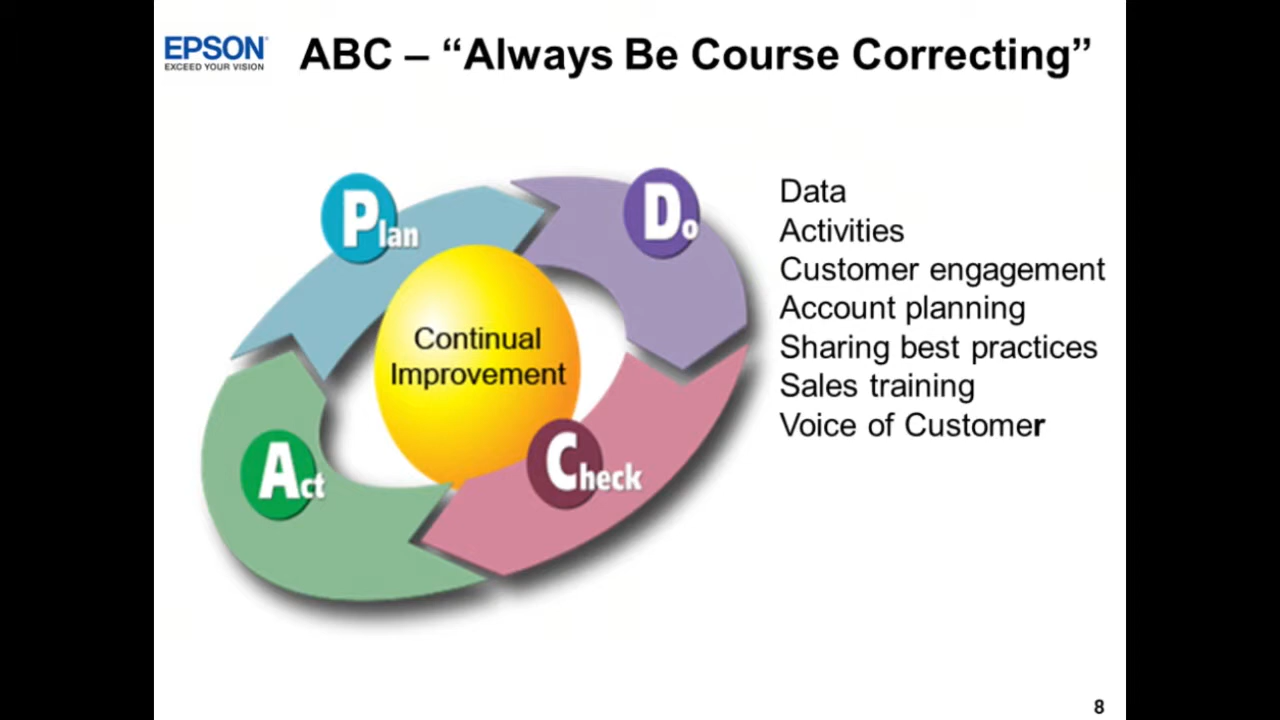 EPSON
EXCEED YOUR VISION
ABC – “Always Be Course Correcting”
Plan
Do
Continual
Improvement
Act
Check
Data
Activities
Customer engagement
Account planning
Sharing best practices
Sales training
Voice of Customer
8